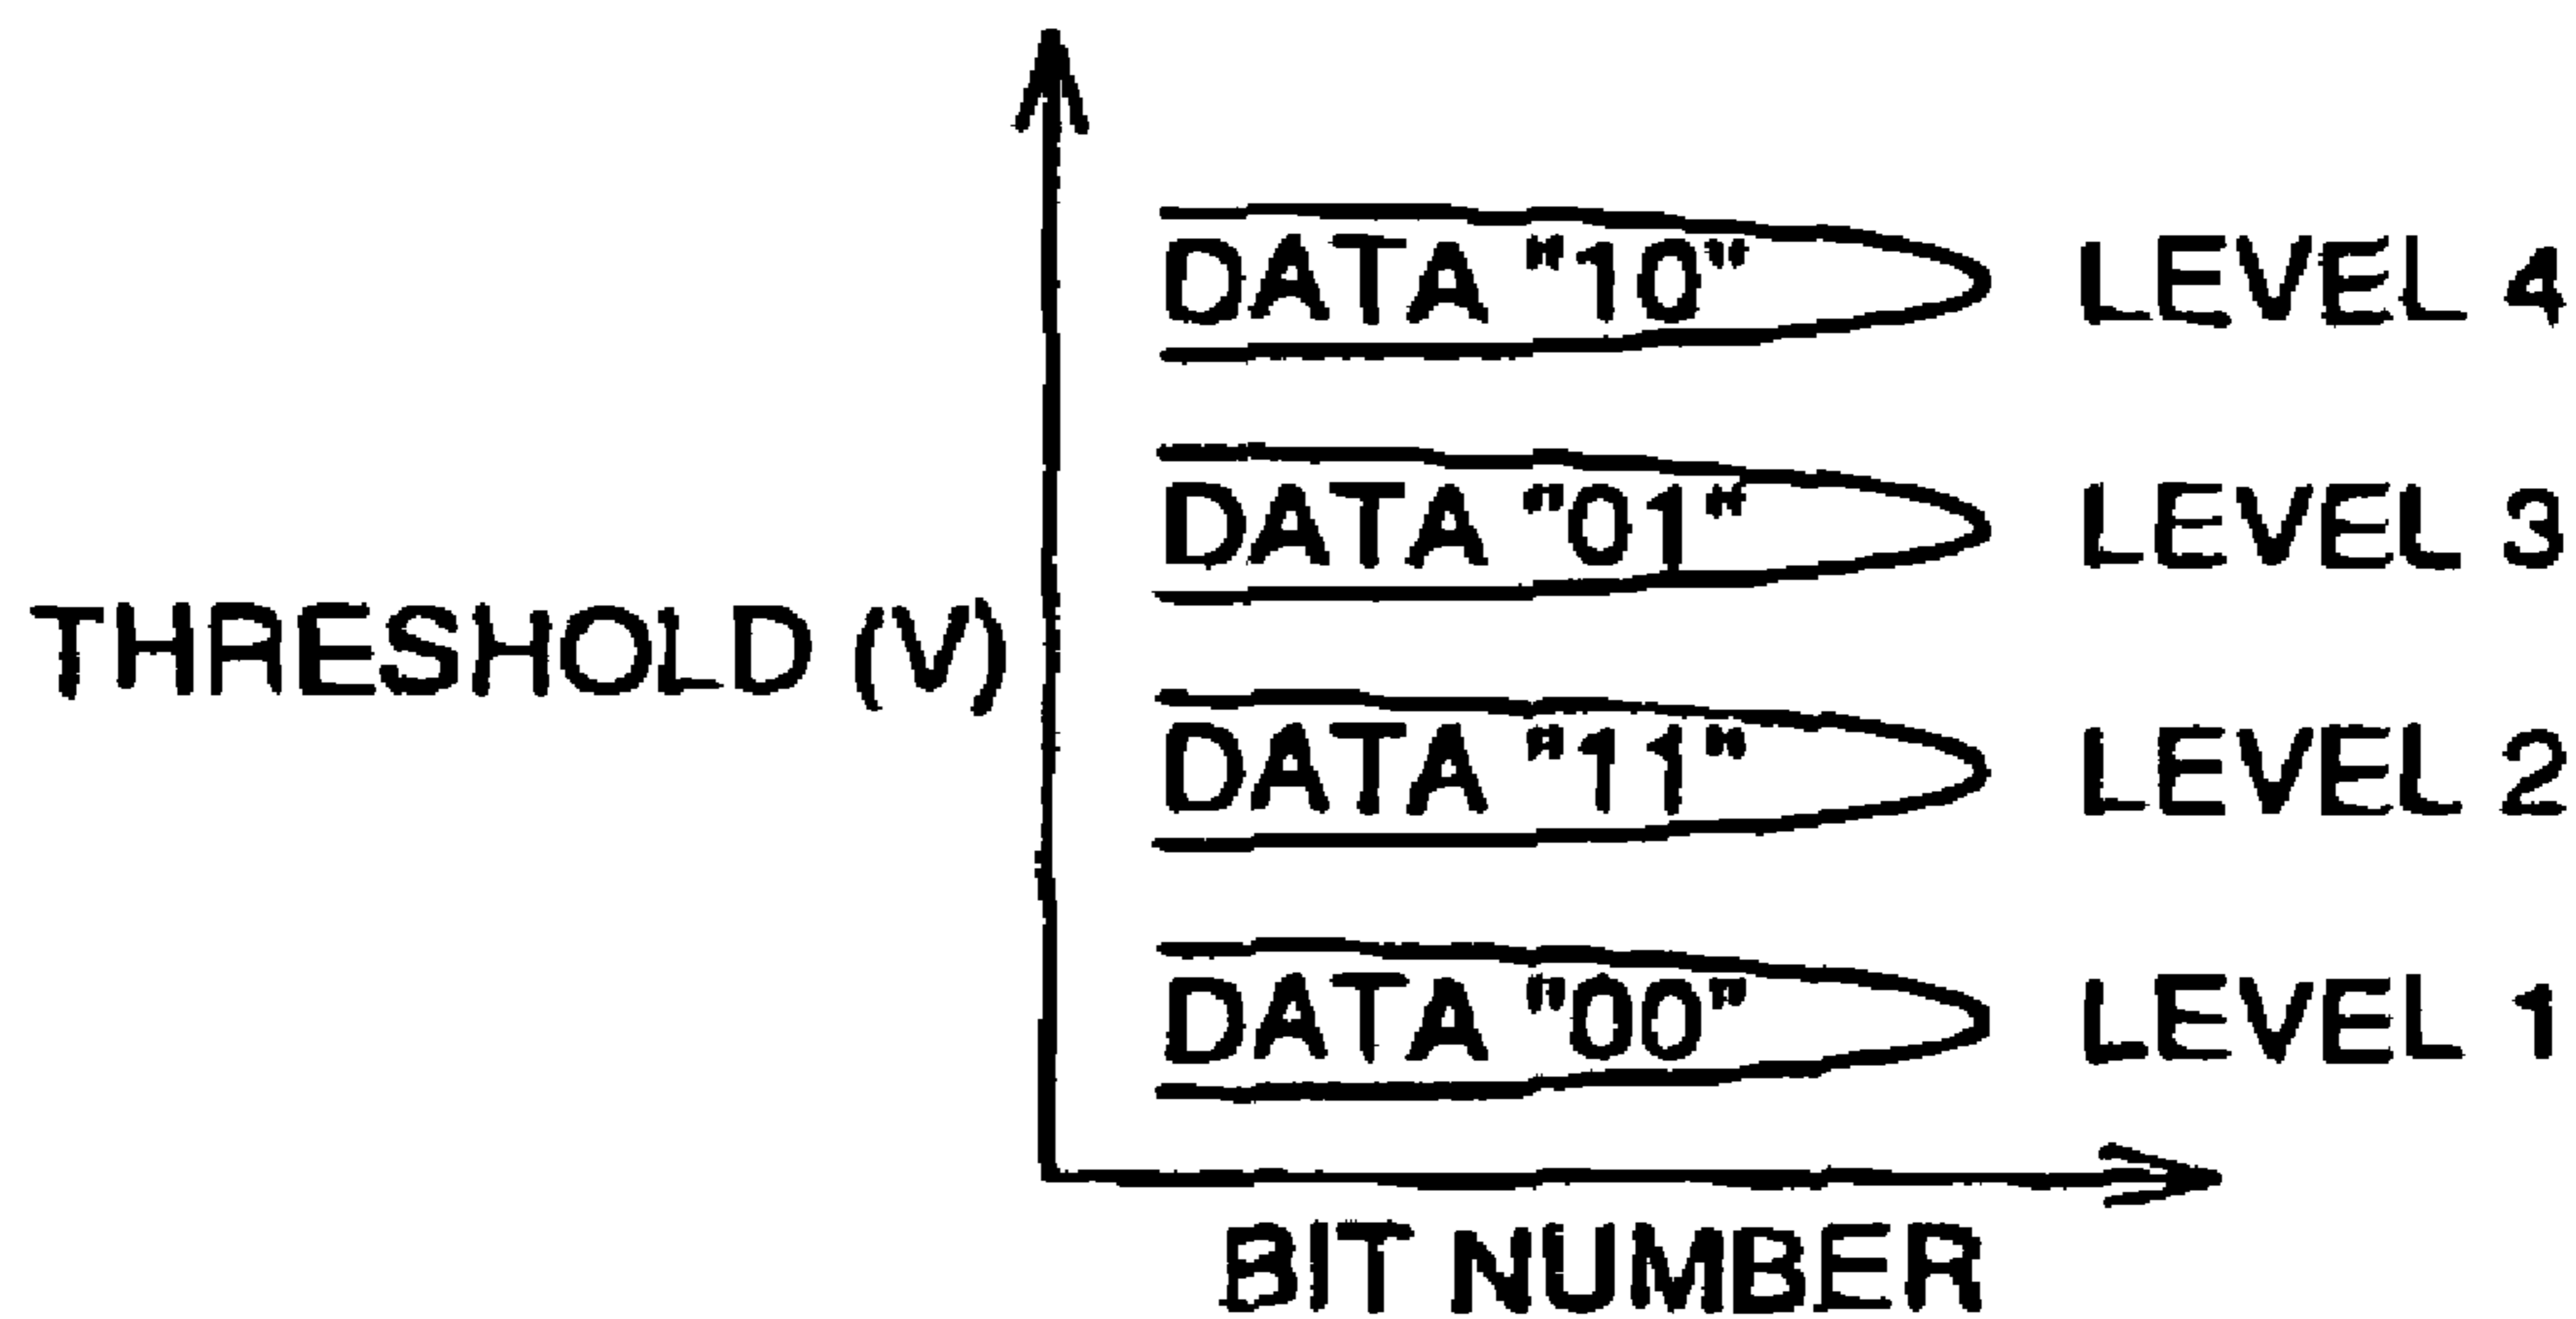 DATA "10" LEVEL 4
DATA "01" LEVEL 3
THRESHOLD (V)
DATA "11" LEVEL 2
DATA "00" LEVEL 1
BIT NUMBER